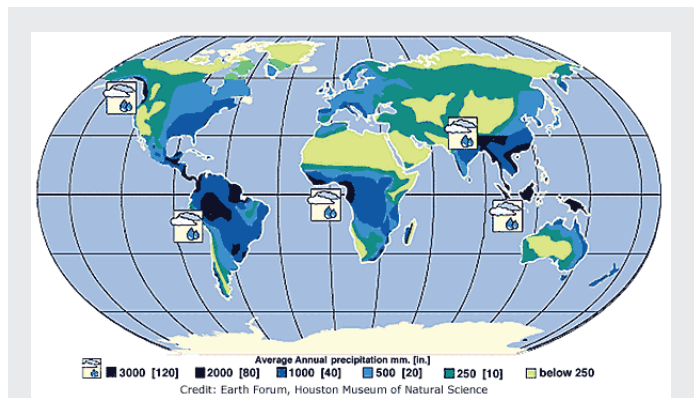 Average Annual precipitation mm. [in.]
3000 [120] 2000 [80] 1000 [40] 500 [20] 250 [10] below 250
Credit: Earth Forum, Houston Museum of Natural Science